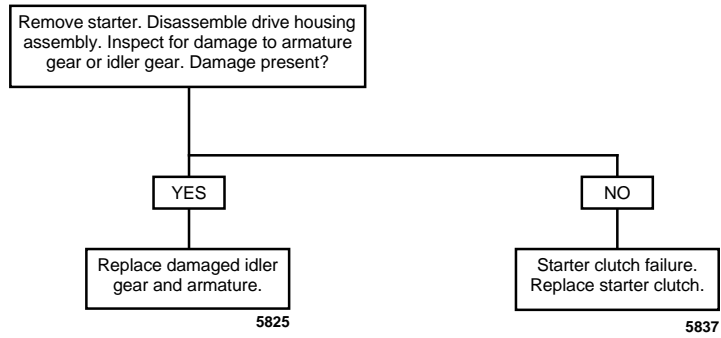 Remove starter. Disassemble drive housing
assembly. Inspect for damage to armature
gear or idler gear. Damage present?
YES
NO
Replace damaged idler
gear and armature.
5825
Starter clutch failure.
Replace starter clutch.
5837